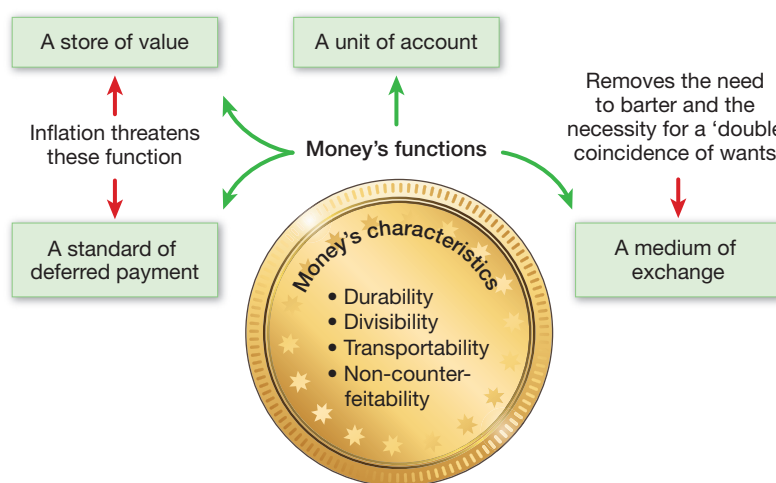 A store of value
A unit of account
Removes the need
to barter and the
necessity for a ‘double
coincidence of wants
Inflation threatens
these function
Money’s functions
A standard of
deferred payment
A medium of
exchange
Money’s characteristics
• Durability
• Divisibility
• Transportability
• Non-counter-
feitability